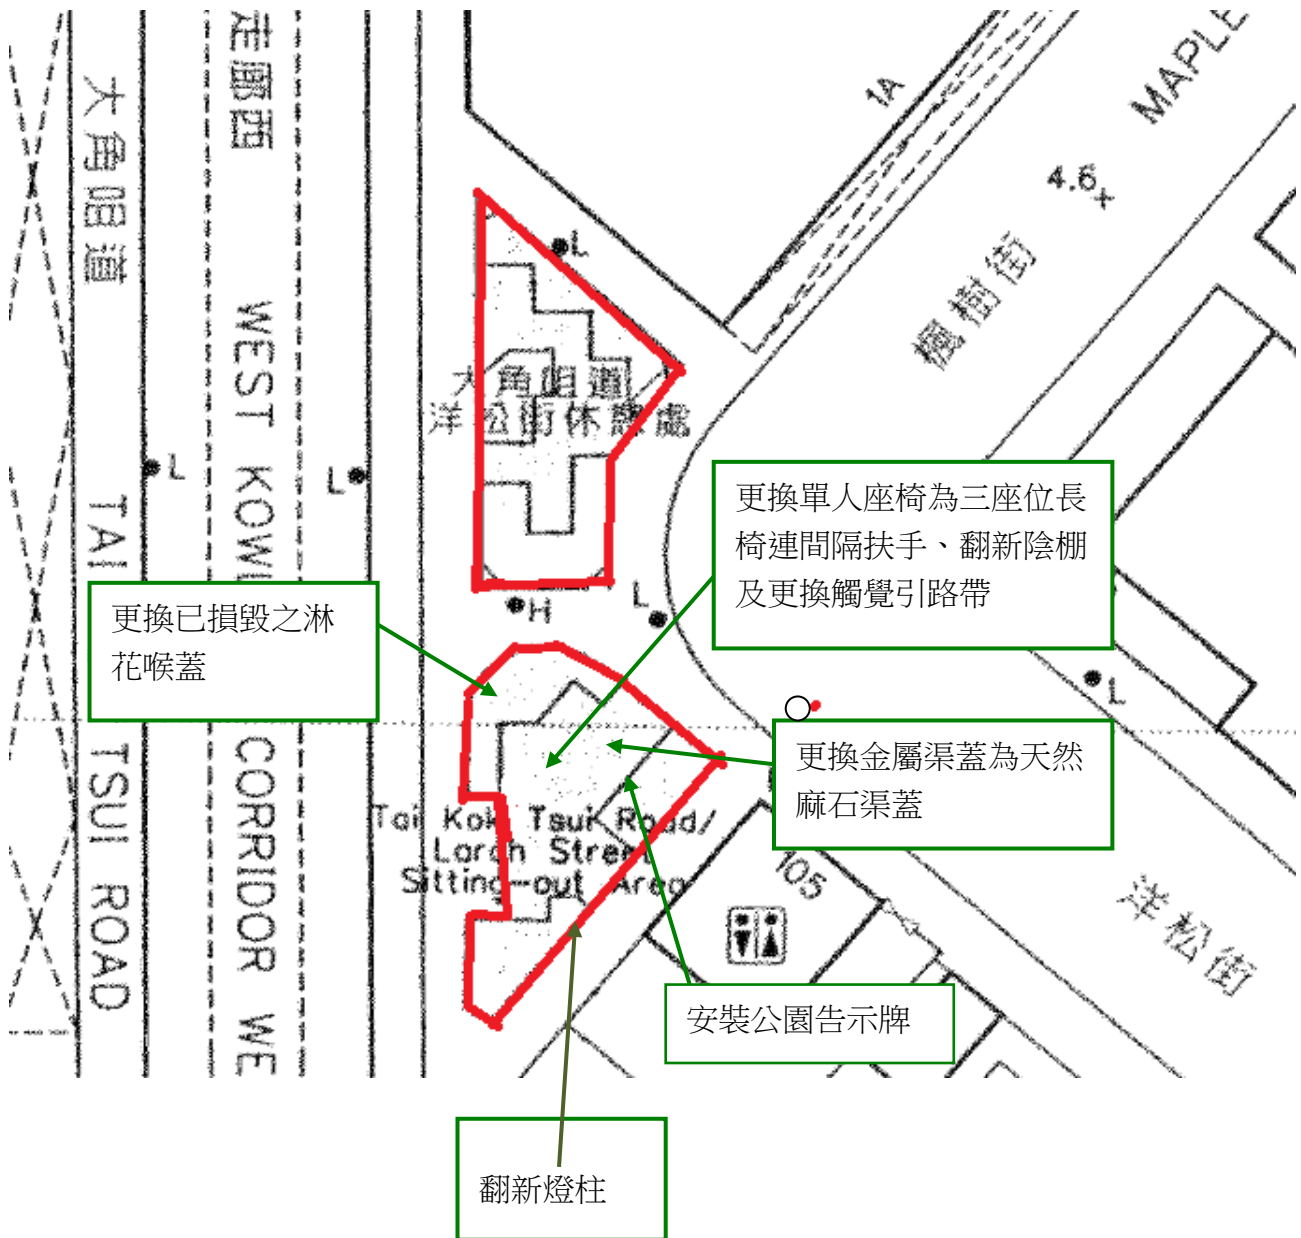 走廊西
大角咀道
WEST KOWL
CORRIDOR WE
TAI
TSUI ROAD
1A
MAPLE
4.6
楓樹街
L
大角咀道
洋松街休憩處
L
L
更換單人座椅為三座位長
椅連間隔扶手、翻新陰棚
及更換觸覺引路帶
更換已損毀之淋
花喉蓋
H
L
L
更換金屬渠蓋為天然
麻石渠蓋
Tai Kok Tsui Road/
Larch Street
Sitting-out Area
105
洋松街
安裝公園告示牌
翻新燈柱